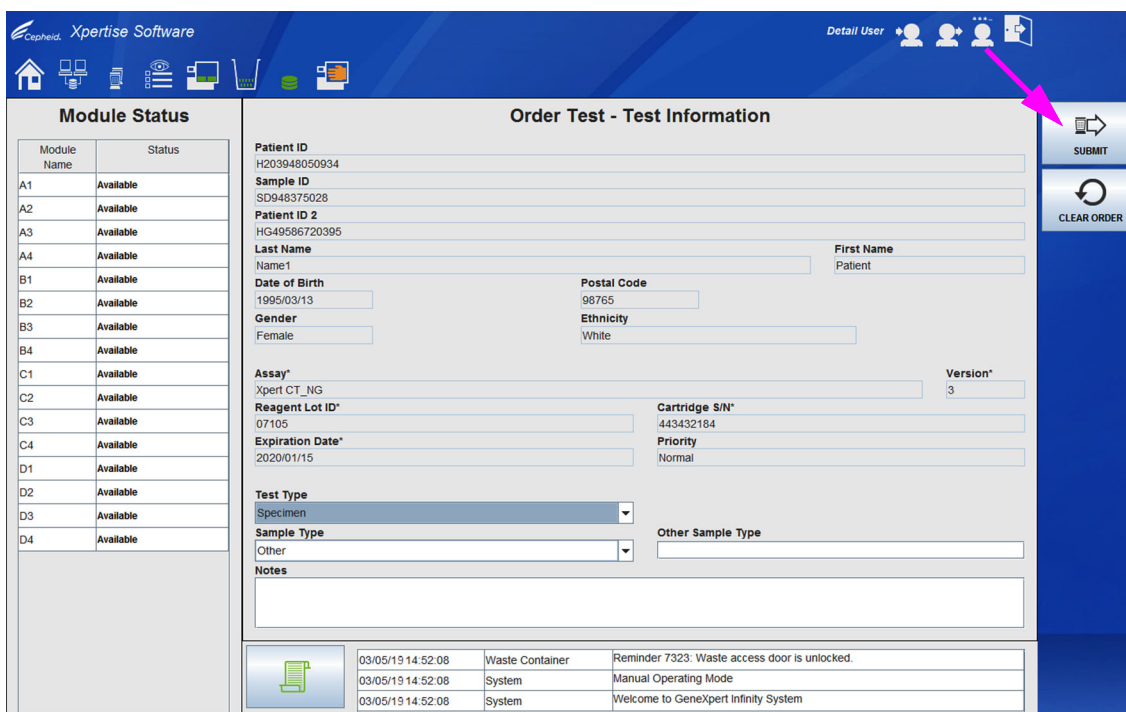 Cepheid. Xpertise Software
Detail User
Module Status
Module Name Status
A1 Available
A2 Available
A3 Available
A4 Available
B1 Available
B2 Available
B3 Available
B4 Available
C1 Available
C2 Available
C3 Available
C4 Available
D1 Available
D2 Available
D3 Available
D4 Available
Order Test - Test Information
Patient ID
H203948050934
Sample ID
SD948375028
Patient ID 2
HG49586720395
Last Name First Name
Name1 Patient
Date of Birth Postal Code
1995/03/13 98765
Gender Ethnicity
Female White
Assay* Version*
Xpert CT_NG 3
Reagent Lot ID* Cartridge S/N*
07105 443432184
Expiration Date* Priority
2020/01/15 Normal
Test Type
Specimen
Sample Type Other Sample Type
Other
Notes
03/05/19 14:52:08 Waste Container Reminder 7323: Waste access door is unlocked.
03/05/19 14:52:08 System Manual Operating Mode
03/05/19 14:52:08 System Welcome to GeneXpert Infinity System
SUBMIT
CLEAR ORDER